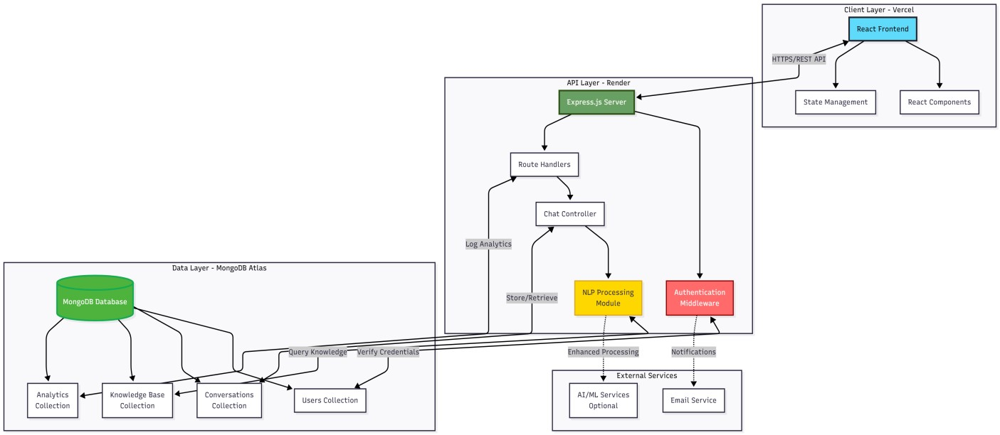 Client Layer - Vercel
React Frontend
HTTPS/REST API
State Management
React Components
API Layer - Render
Express.js Server
Route Handlers
Chat Controller
Log Analytics
Store/Retrieve
NLP Processing
Module
Authentication
Middleware
Data Layer - MongoDB Atlas
MongoDB Database
Query Knowledge
Verify Credentials
Enhanced Processing
Notifications
Analytics
Collection
Knowledge Base
Collection
Conversations
Collection
Users Collection
External Services
AI/ML Services
Optional
Email Service